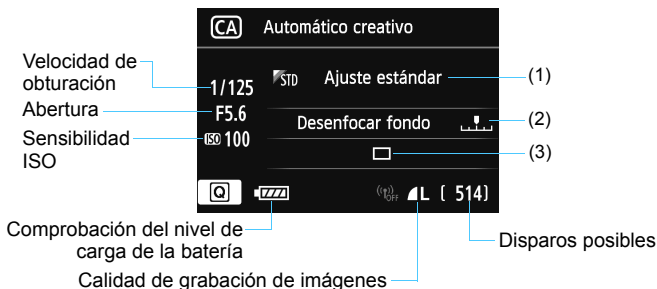 CA Automático creativo
Velocidad de
obturación
1/125
STD Ajuste estándar
(1)
Abertura
F5.6
Desenfocar fondo
(2)
Sensibilidad
ISO
ISO 100
(3)
Q
OFF
L [ 514]
Comprobación del nivel de
carga de la batería
Disparos posibles
Calidad de grabación de imágenes